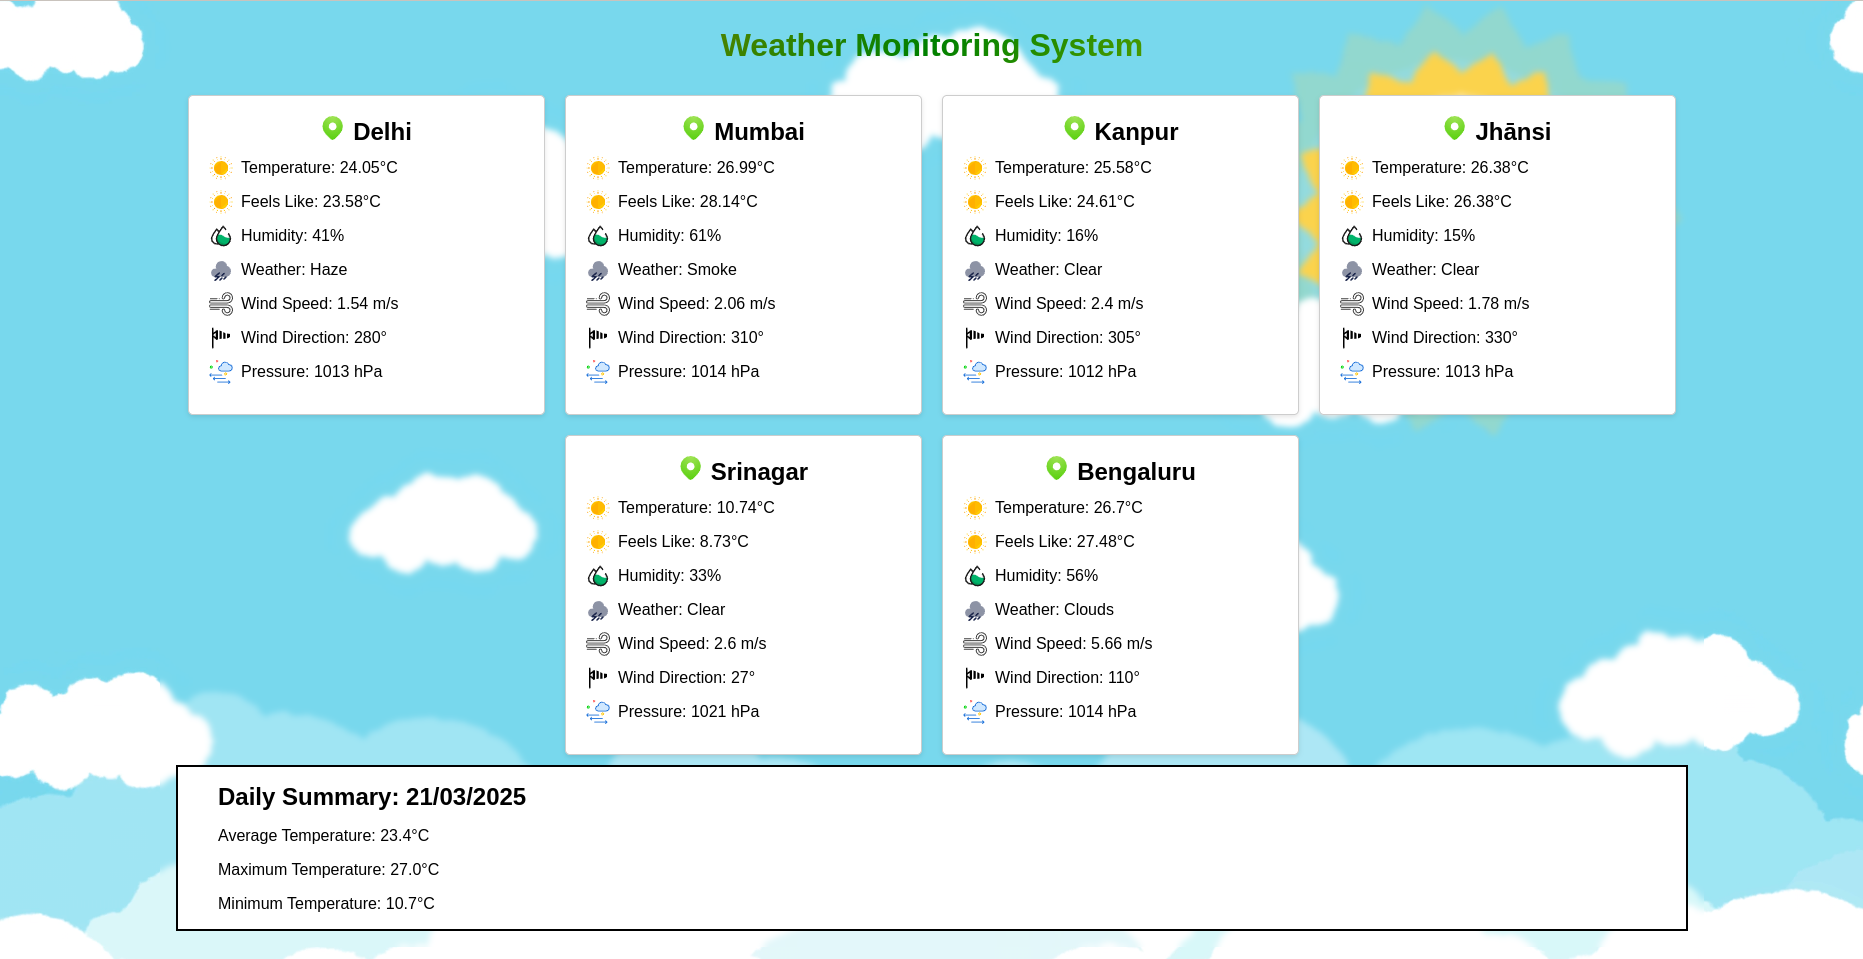 Weather Monitoring System
Delhi
Temperature: 24.05°C
Feels Like: 23.58°C
Humidity: 41%
Weather: Haze
Wind Speed: 1.54 m/s
Wind Direction: 280°
Pressure: 1013 hPa
Mumbai
Temperature: 26.99°C
Feels Like: 28.14°C
Humidity: 61%
Weather: Smoke
Wind Speed: 2.06 m/s
Wind Direction: 310°
Pressure: 1014 hPa
Kanpur
Temperature: 25.58°C
Feels Like: 24.61°C
Humidity: 16%
Weather: Clear
Wind Speed: 2.4 m/s
Wind Direction: 305°
Pressure: 1012 hPa
Jhānsi
Temperature: 26.38°C
Feels Like: 26.38°C
Humidity: 15%
Weather: Clear
Wind Speed: 1.78 m/s
Wind Direction: 330°
Pressure: 1013 hPa
Srinagar
Temperature: 10.74°C
Feels Like: 8.73°C
Humidity: 33%
Weather: Clear
Wind Speed: 2.6 m/s
Wind Direction: 27°
Pressure: 1021 hPa
Bengaluru
Temperature: 26.7°C
Feels Like: 27.48°C
Humidity: 56%
Weather: Clouds
Wind Speed: 5.66 m/s
Wind Direction: 110°
Pressure: 1014 hPa
Daily Summary: 21/03/2025
Average Temperature: 23.4°C
Maximum Temperature: 27.0°C
Minimum Temperature: 10.7°C